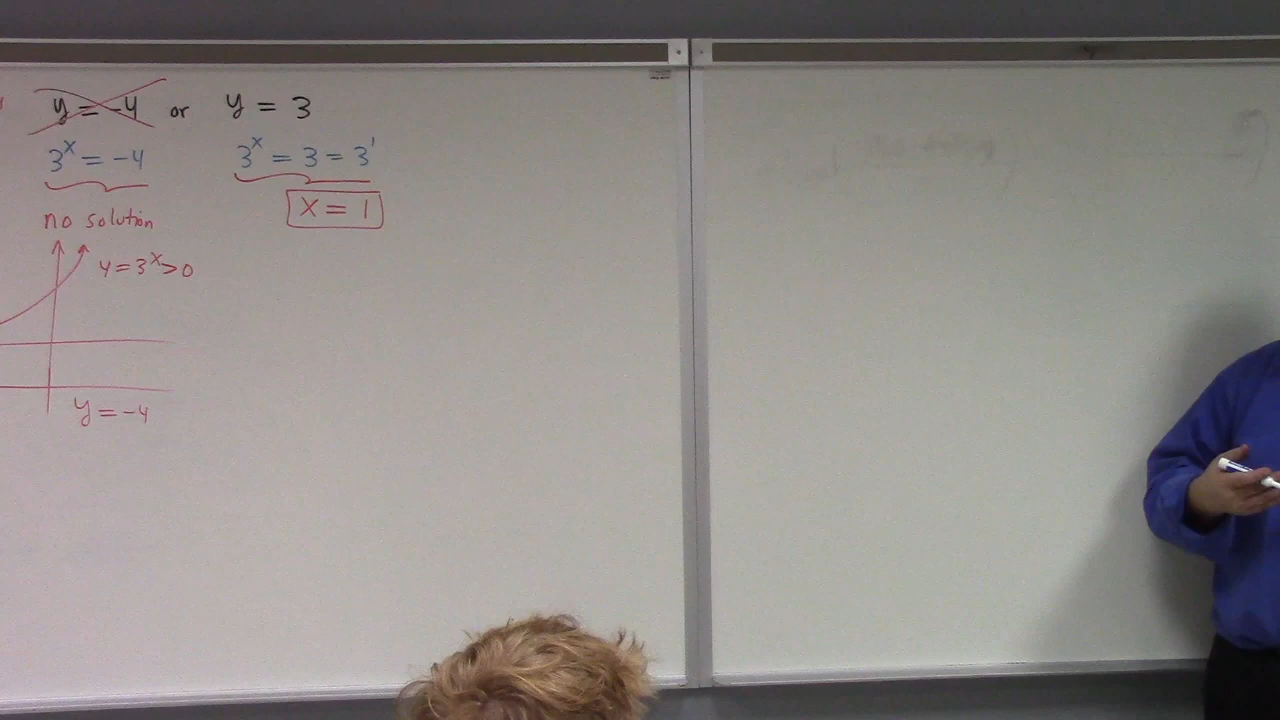 y = -4 or y = 3
3^x = -4 3^x = 3 = 3^1
no solution x = 1
y = 3^x > 0
y = -4